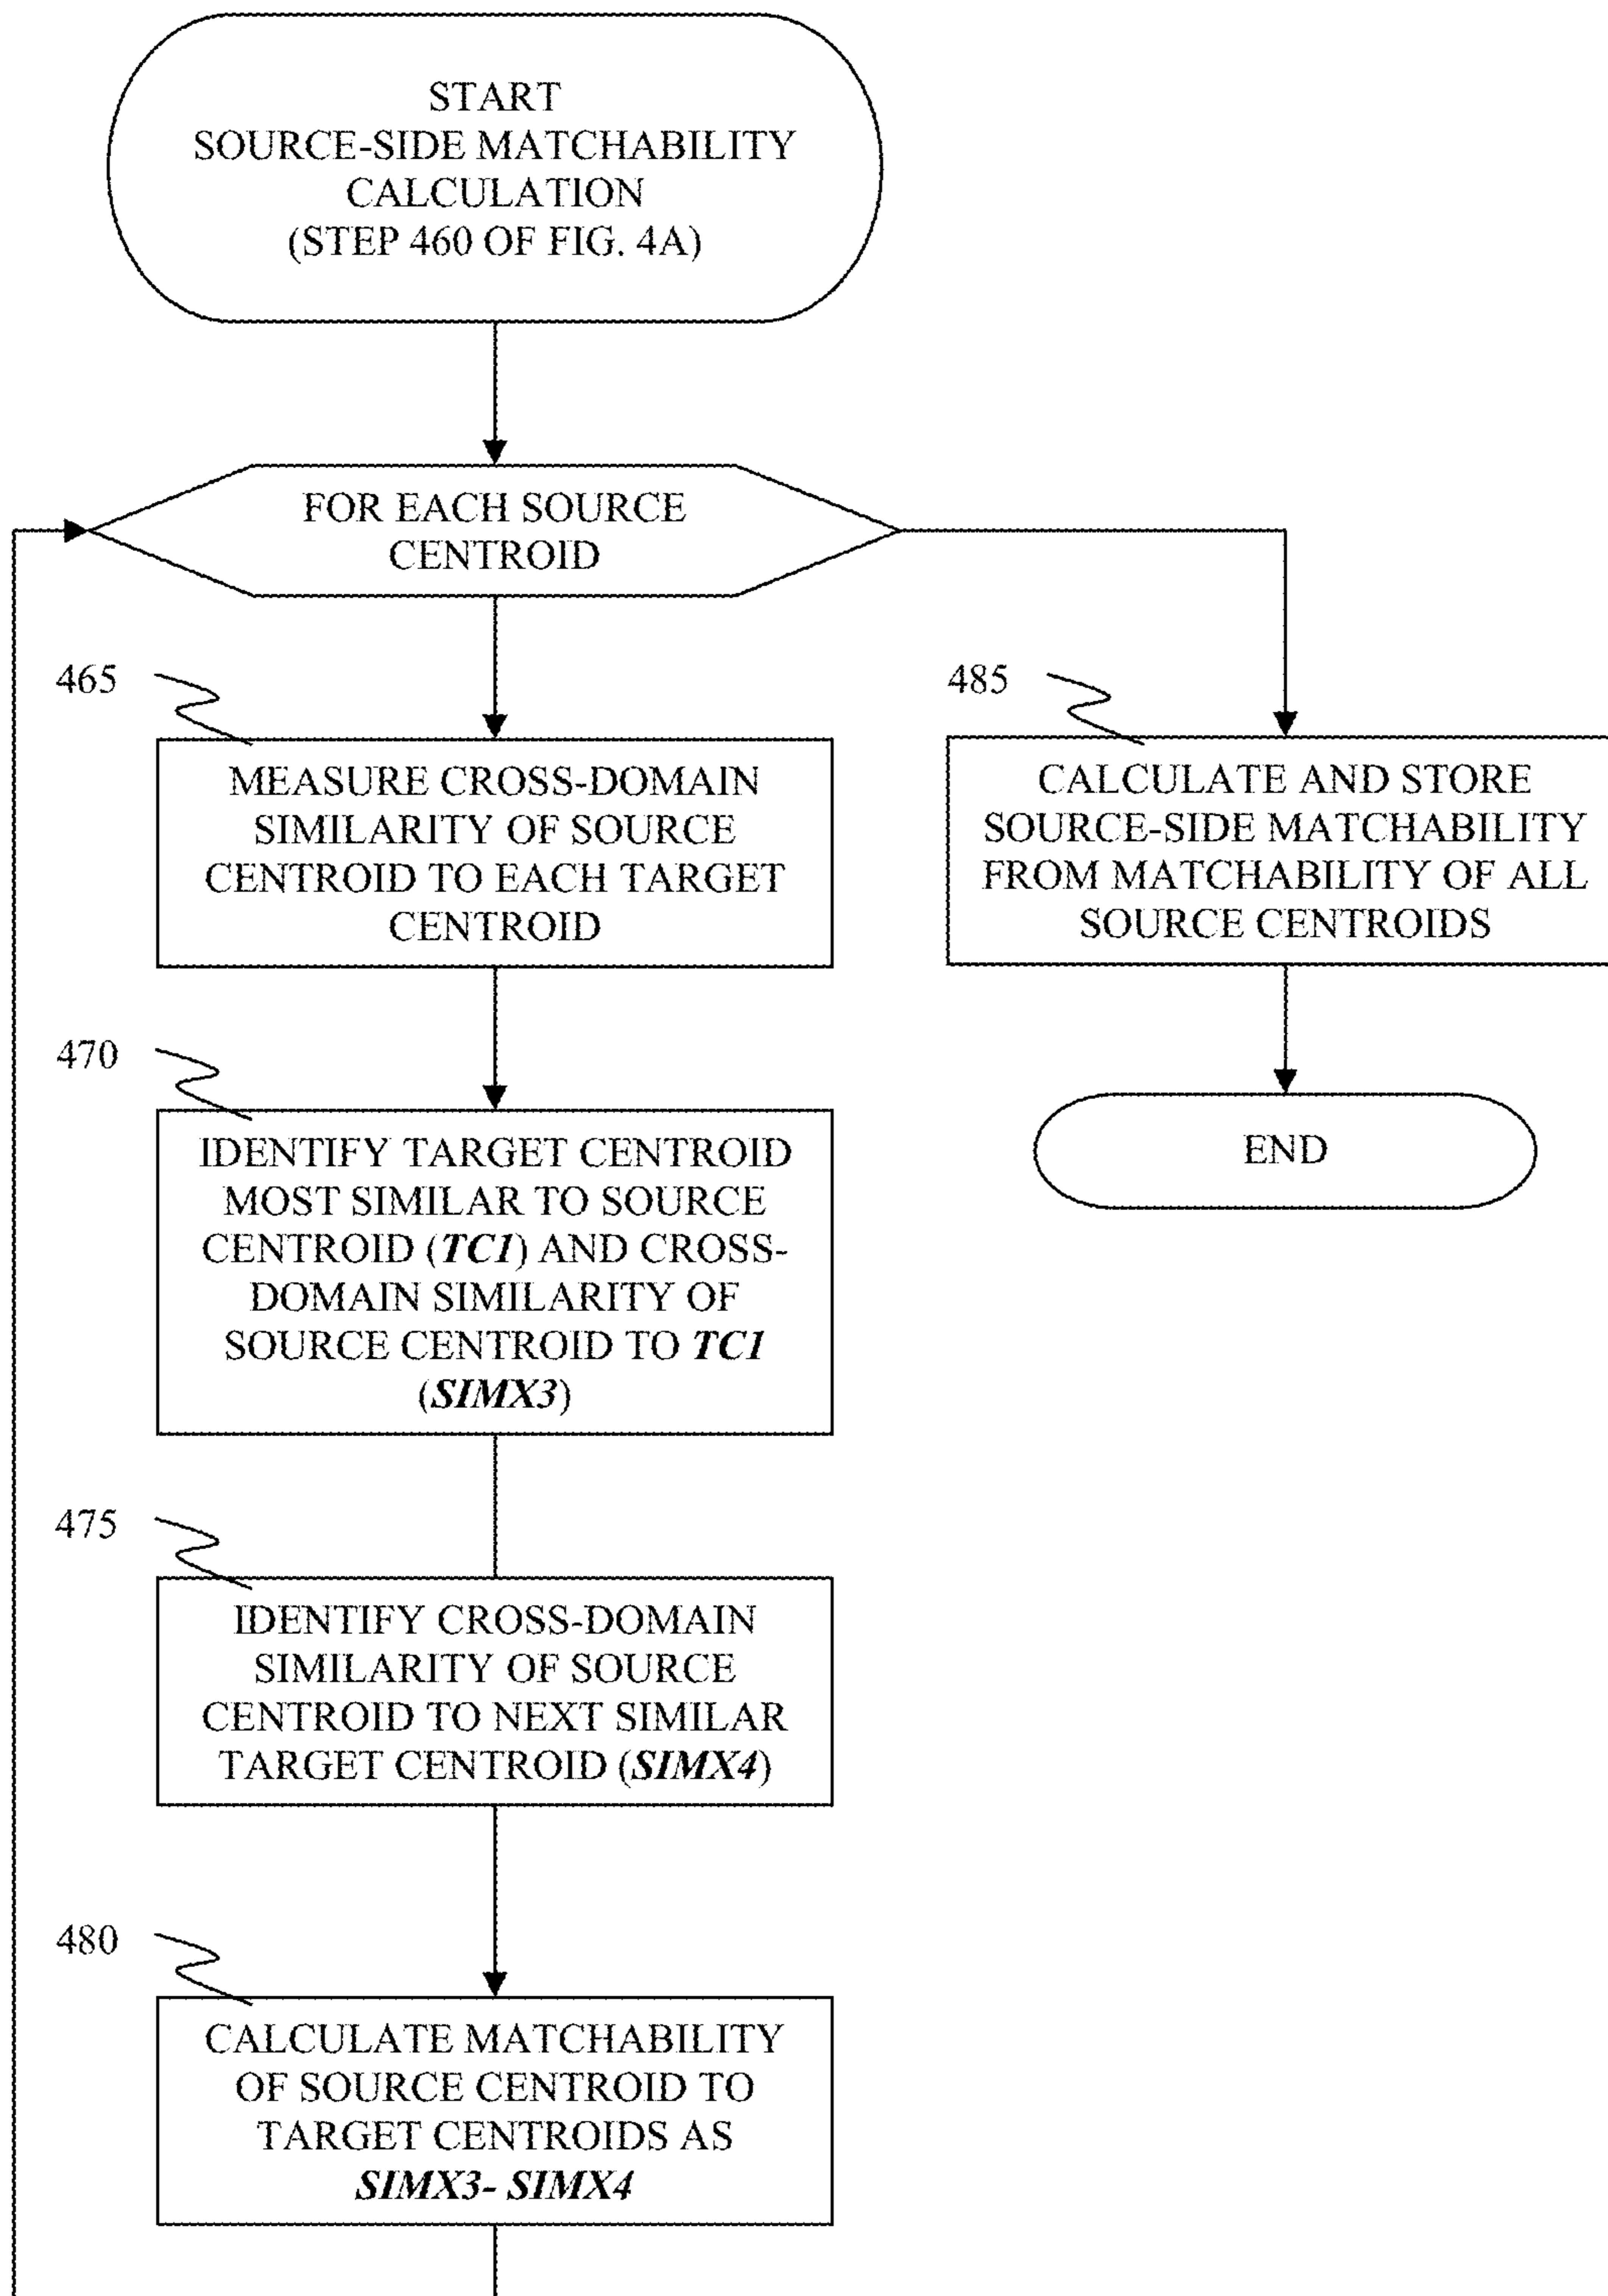 START
SOURCE-SIDE MATCHABILITY
CALCULATION
(STEP 460 OF FIG. 4A)
FOR EACH SOURCE
CENTROID
465
MEASURE CROSS-DOMAIN
SIMILARITY OF SOURCE
CENTROID TO EACH TARGET
CENTROID
470
IDENTIFY TARGET CENTROID
MOST SIMILAR TO SOURCE
CENTROID (TC1) AND CROSS-
DOMAIN SIMILARITY OF
SOURCE CENTROID TO TC1
(SIMX3)
475
IDENTIFY CROSS-DOMAIN
SIMILARITY OF SOURCE
CENTROID TO NEXT SIMILAR
TARGET CENTROID (SIMX4)
480
CALCULATE MATCHABILITY
OF SOURCE CENTROID TO
TARGET CENTROIDS AS
SIMX3- SIMX4
485
CALCULATE AND STORE
SOURCE-SIDE MATCHABILITY
FROM MATCHABILITY OF ALL
SOURCE CENTROIDS
END